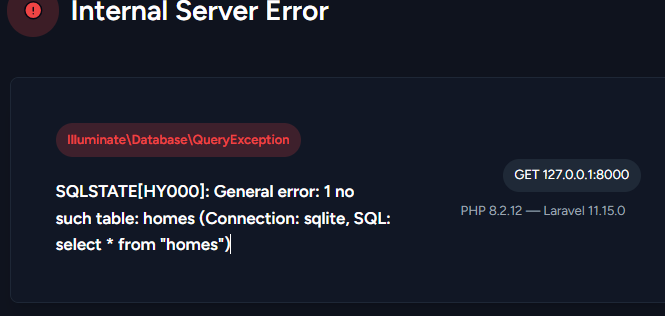 Internal Server Error
Illuminate\Database\QueryException
SQLSTATE[HY000]: General error: 1 no
such table: homes (Connection: sqlite, SQL:
select * from "homes")
GET 127.0.0.1:8000
PHP 8.2.12 — Laravel 11.15.0